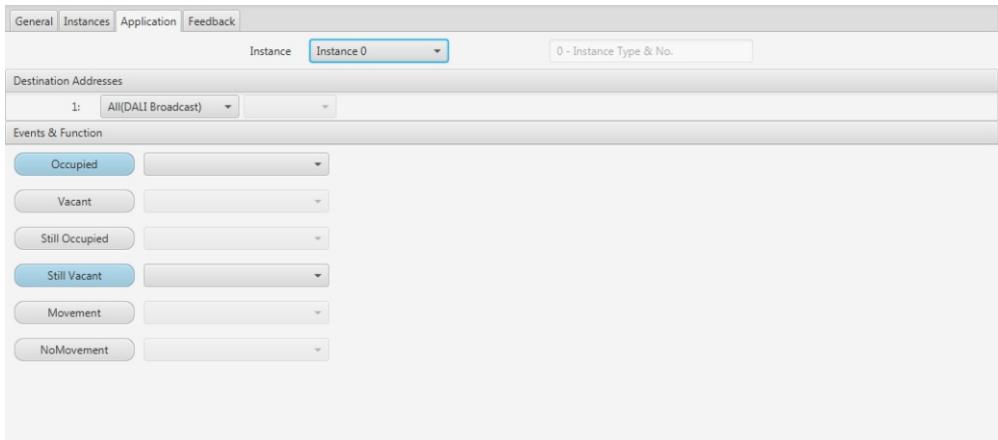 General Instances Application Feedback
Instance Instance 0 0 - Instance Type & No.
Destination Addresses
1: All(DALI Broadcast)
Events & Function
Occupied
Vacant
Still Occupied
Still Vacant
Movement
NoMovement